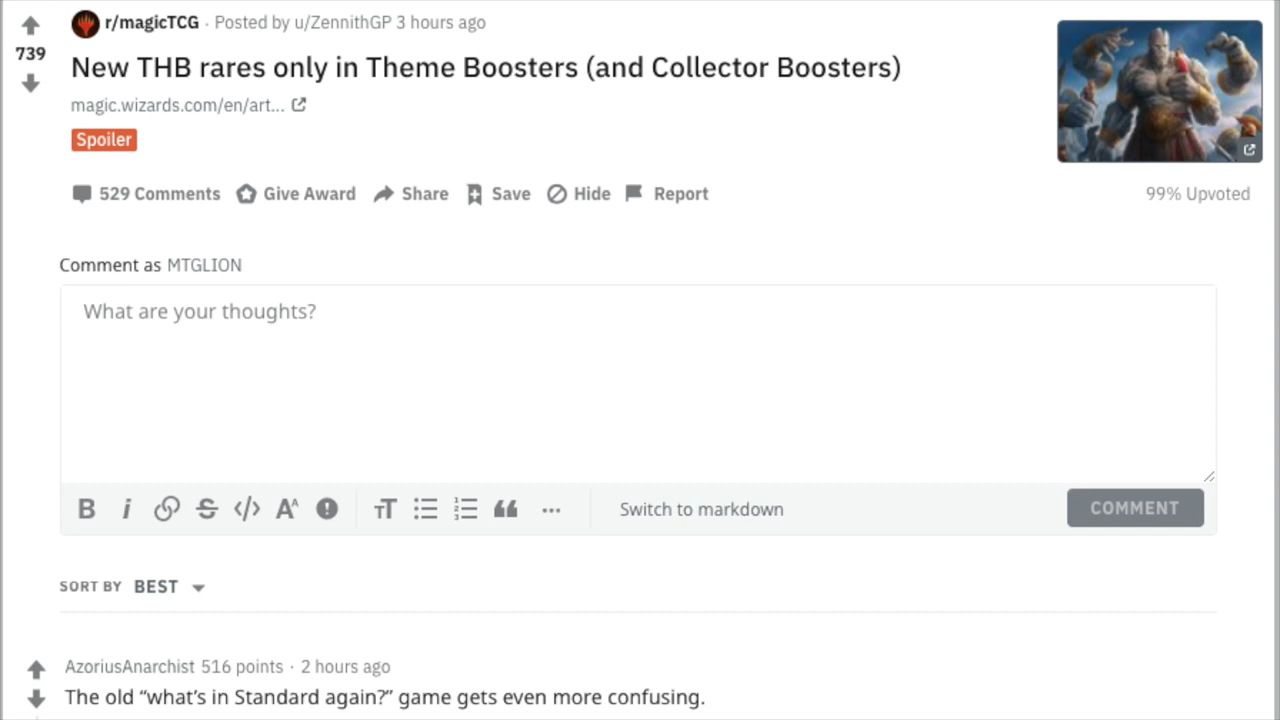 r/magicTCG · Posted by u/ZennithGP 3 hours ago
739
New THB rares only in Theme Boosters (and Collector Boosters)
magic.wizards.com/en/art...
Spoiler
529 Comments Give Award Share Save Hide Report 99% Upvoted
Comment as MTGLION
What are your thoughts?
B i S </> AA TT ... Switch to markdown COMMENT
SORT BY BEST
AzoriusAnarchist 516 points · 2 hours ago
The old “what’s in Standard again?” game gets even more confusing.